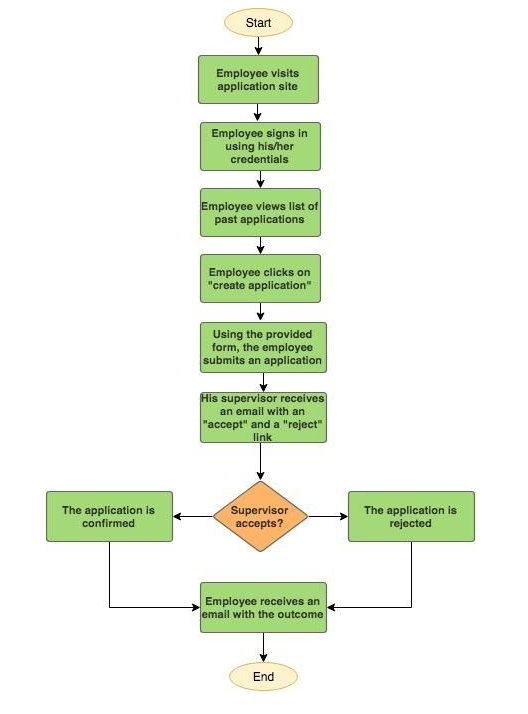 Start
Employee visits
application site
Employee signs in
using his/her
credentials
Employee views list of
past applications
Employee clicks on
"create application"
Using the provided
form, the employee
submits an application
His supervisor receives
an email with an
"accept" and a "reject"
link
The application is
confirmed
Supervisor
accepts?
The application is
rejected
Employee receives an
email with the outcome
End